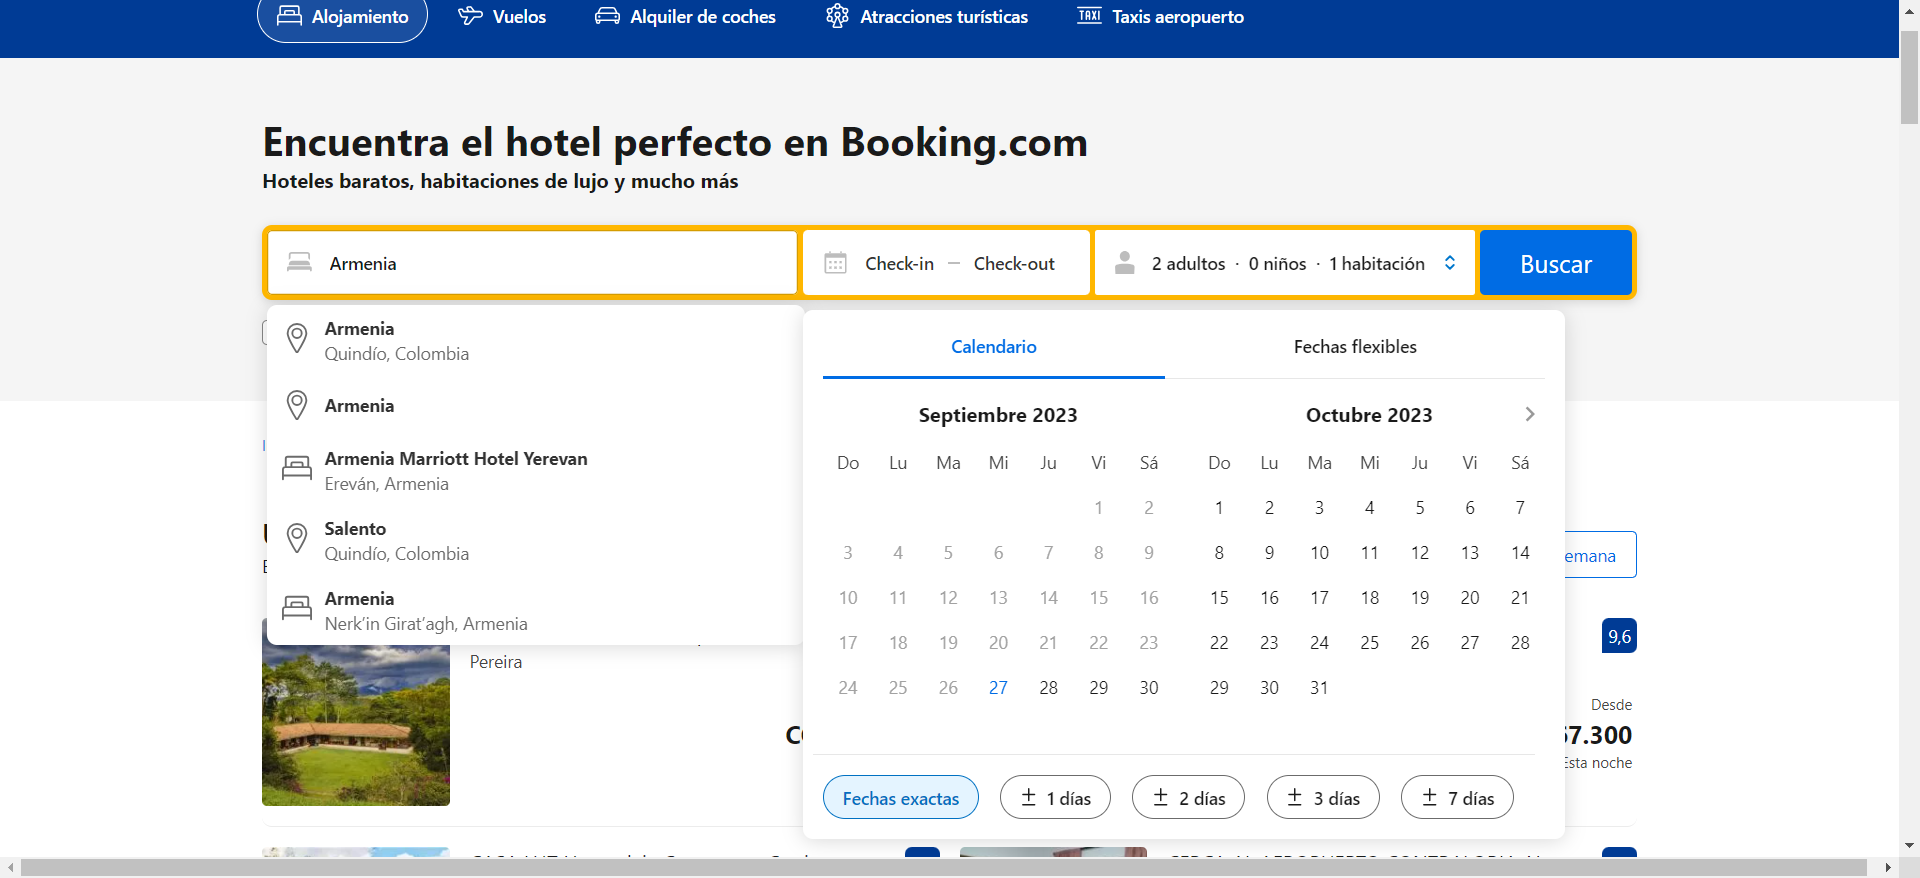 Alojamiento
Vuelos
Alquiler de coches
Atracciones turísticas
TAXI Taxis aeropuerto
Encuentra el hotel perfecto en Booking.com
Hoteles baratos, habitaciones de lujo y mucho más
Armenia
Check-in — Check-out
2 adultos · 0 niños · 1 habitación
Buscar
Armenia
Quindío, Colombia
Armenia
Armenia Marriott Hotel Yerevan
Ereván, Armenia
Salento
Quindío, Colombia
Armenia
Nerk’in Girat’agh, Armenia
Calendario
Fechas flexibles
Septiembre 2023
Do Lu Ma Mi Ju Vi Sá
1 2
3 4 5 6 7 8 9
10 11 12 13 14 15 16
17 18 19 20 21 22 23
24 25 26 27 28 29 30
Octubre 2023
Do Lu Ma Mi Ju Vi Sá
1 2 3 4 5 6 7
8 9 10 11 12 13 14
15 16 17 18 19 20 21
22 23 24 25 26 27 28
29 30 31
Fechas exactas
± 1 días
± 2 días
± 3 días
± 7 días
emana
9,6
Pereira
Desde
7.300
Esta noche